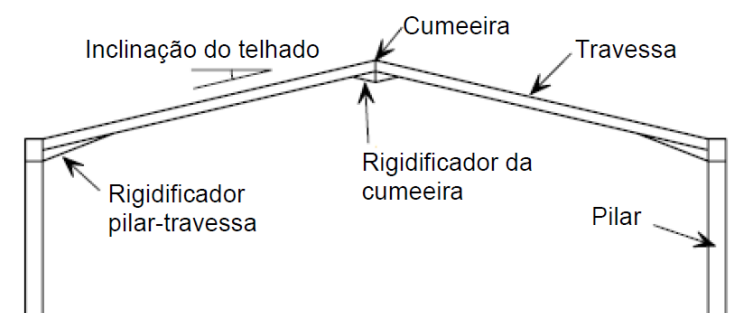 Cumeeira
Inclinação do telhado
Travessa
Rigidificador da
cumeeira
Rigidificador
pilar-travessa
Pilar